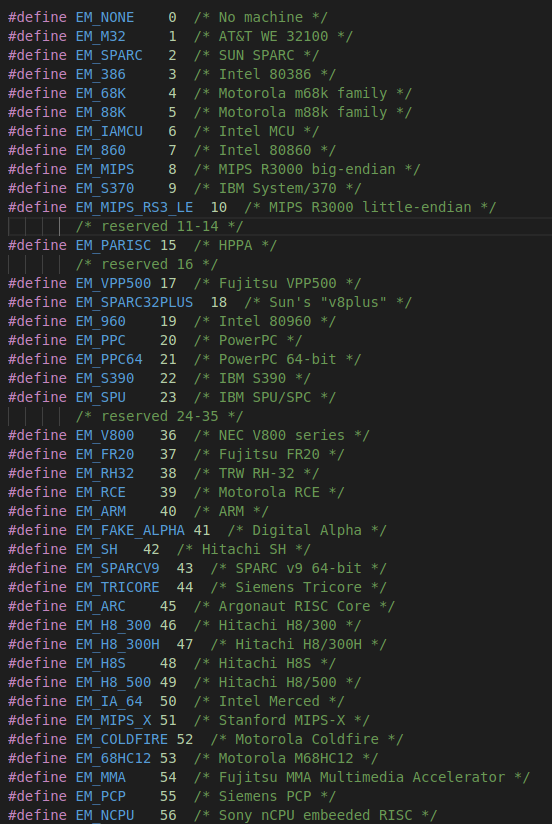 #define EM_NONE 0 /* No machine */
#define EM_M32 1 /* AT&T WE 32100 */
#define EM_SPARC 2 /* SUN SPARC */
#define EM_386 3 /* Intel 80386 */
#define EM_68K 4 /* Motorola m68k family */
#define EM_88K 5 /* Motorola m88k family */
#define EM_IAMCU 6 /* Intel MCU */
#define EM_860 7 /* Intel 80860 */
#define EM_MIPS 8 /* MIPS R3000 big-endian */
#define EM_S370 9 /* IBM System/370 */
#define EM_MIPS_RS3_LE 10 /* MIPS R3000 little-endian */
/* reserved 11-14 */
#define EM_PARISC 15 /* HPPA */
/* reserved 16 */
#define EM_VPP500 17 /* Fujitsu VPP500 */
#define EM_SPARC32PLUS 18 /* Sun's "v8plus" */
#define EM_960 19 /* Intel 80960 */
#define EM_PPC 20 /* PowerPC */
#define EM_PPC64 21 /* PowerPC 64-bit */
#define EM_S390 22 /* IBM S390 */
#define EM_SPU 23 /* IBM SPU/SPC */
/* reserved 24-35 */
#define EM_V800 36 /* NEC V800 series */
#define EM_FR20 37 /* Fujitsu FR20 */
#define EM_RH32 38 /* TRW RH-32 */
#define EM_RCE 39 /* Motorola RCE */
#define EM_ARM 40 /* ARM */
#define EM_FAKE_ALPHA 41 /* Digital Alpha */
#define EM_SH 42 /* Hitachi SH */
#define EM_SPARCV9 43 /* SPARC v9 64-bit */
#define EM_TRICORE 44 /* Siemens Tricore */
#define EM_ARC 45 /* Argonaut RISC Core */
#define EM_H8_300 46 /* Hitachi H8/300 */
#define EM_H8_300H 47 /* Hitachi H8/300H */
#define EM_H8S 48 /* Hitachi H8S */
#define EM_H8_500 49 /* Hitachi H8/500 */
#define EM_IA_64 50 /* Intel Merced */
#define EM_MIPS_X 51 /* Stanford MIPS-X */
#define EM_COLDFIRE 52 /* Motorola Coldfire */
#define EM_68HC12 53 /* Motorola M68HC12 */
#define EM_MMA 54 /* Fujitsu MMA Multimedia Accelerator */
#define EM_PCP 55 /* Siemens PCP */
#define EM_NCPU 56 /* Sony nCPU embeeded RISC */